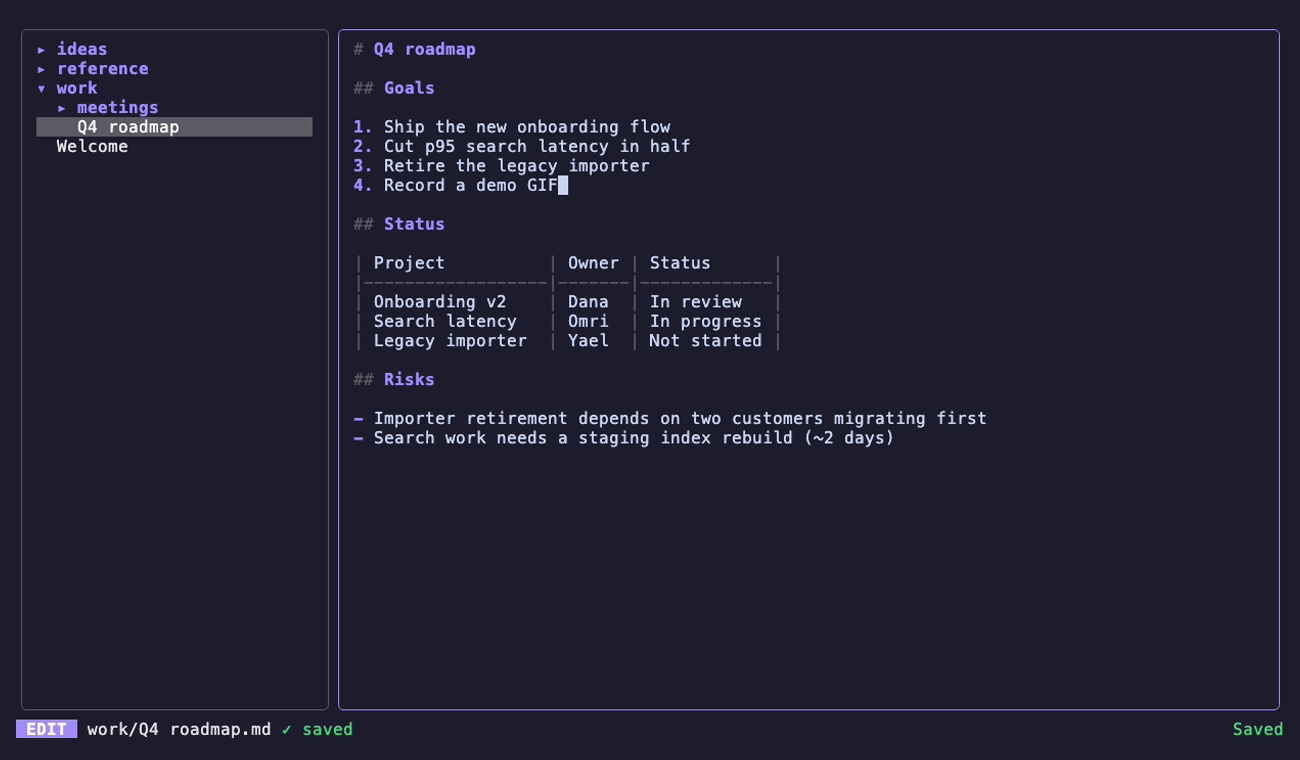 ▸ ideas
▸ reference
▾ work
▸ meetings
Q4 roadmap
Welcome
# Q4 roadmap
## Goals
1. Ship the new onboarding flow
2. Cut p95 search latency in half
3. Retire the legacy importer
4. Record a demo GIF
## Status
| Project | Owner | Status |
|------------------|-------|-------------|
| Onboarding v2 | Dana | In review |
| Search latency | Omri | In progress |
| Legacy importer | Yael | Not started |
## Risks
- Importer retirement depends on two customers migrating first
- Search work needs a staging index rebuild (~2 days)
EDIT work/Q4 roadmap.md ✓ saved Saved